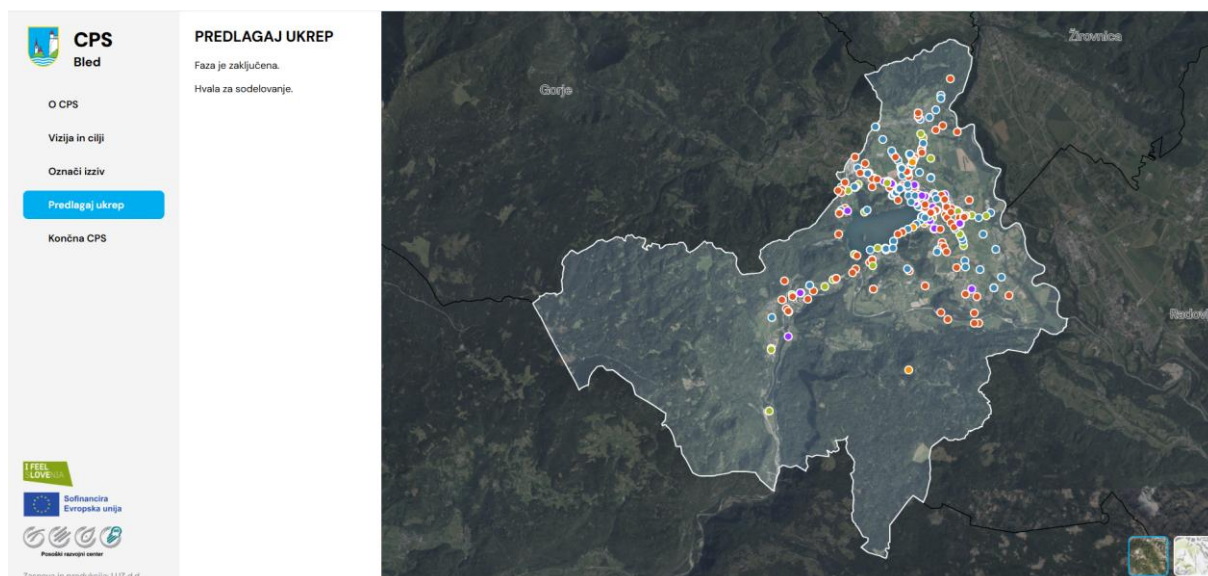 CPS
Bled
O CPS
Vizija in cilji
Označi izziv
Predlagaj ukrep
Končna CPS
I FEEL
SLOVENIA
Sofinancira
Evropska unija
Posoški razvojni center
PREDLAGAJ UKREP
Faza je zaključena.
Hvala za sodelovanje.
Gorje
Žirovnica